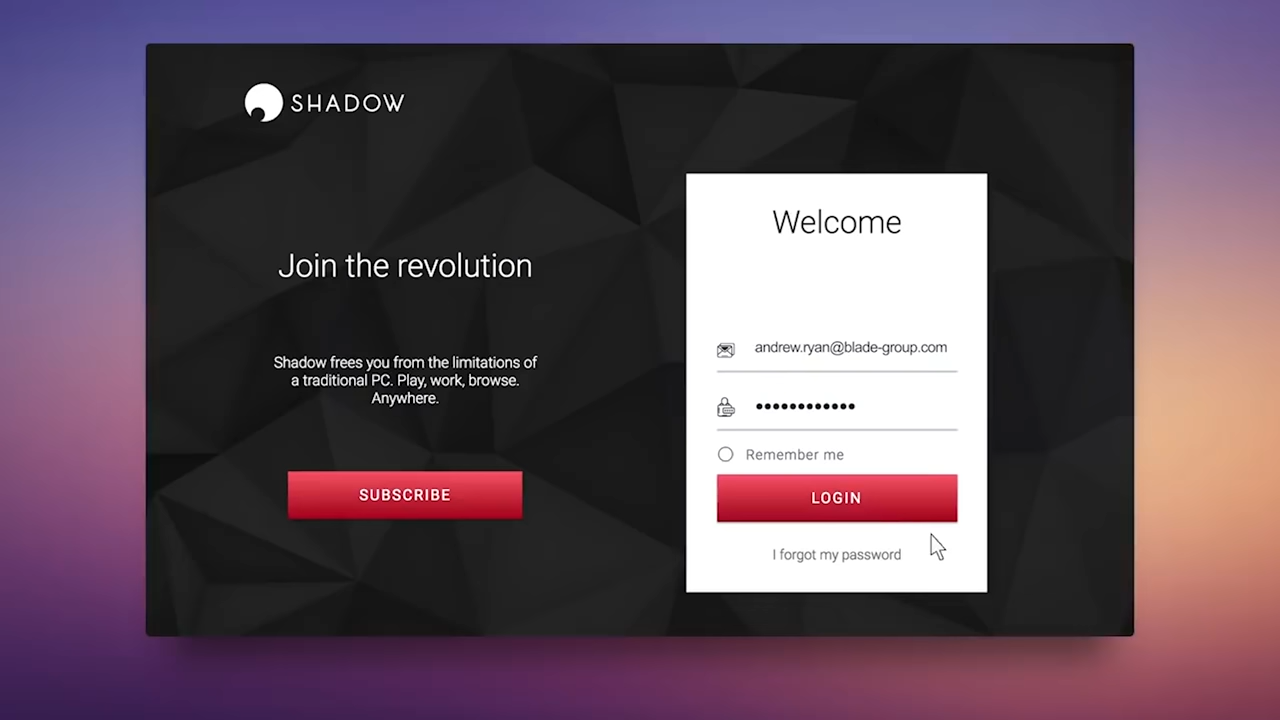 SHADOW
Join the revolution
Shadow frees you from the limitations of
a traditional PC. Play, work, browse.
Anywhere.
SUBSCRIBE
Welcome
andrew.ryan@blade-group.com
••••••••••••
Remember me
LOGIN
I forgot my password